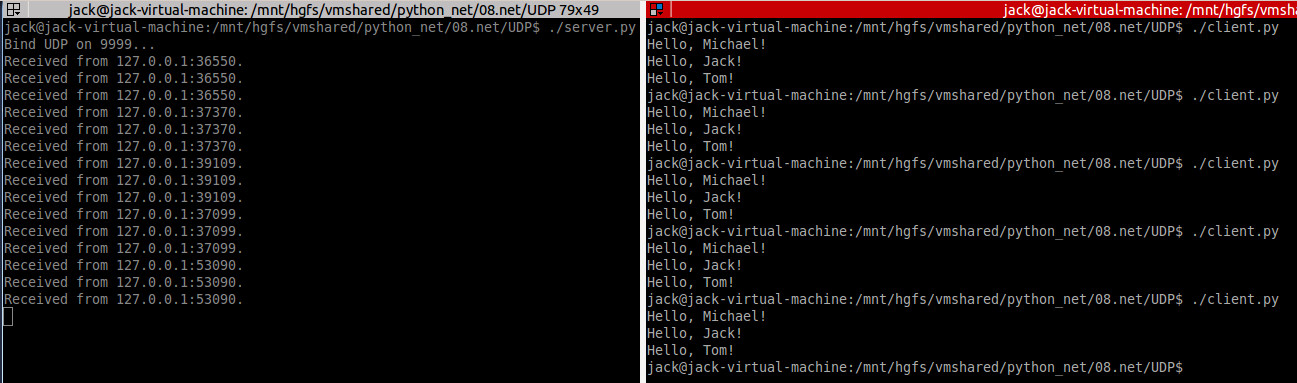 jack@jack-virtual-machine: /mnt/hgfs/vmshared/python_net/08.net/UDP 79x49
jack@jack-virtual-machine:/mnt/hgfs/vmshared/python_net/08.net/UDP$ ./server.py
Bind UDP on 9999...
Received from 127.0.0.1:36550.
Received from 127.0.0.1:36550.
Received from 127.0.0.1:36550.
Received from 127.0.0.1:37370.
Received from 127.0.0.1:37370.
Received from 127.0.0.1:37370.
Received from 127.0.0.1:39109.
Received from 127.0.0.1:39109.
Received from 127.0.0.1:39109.
Received from 127.0.0.1:37099.
Received from 127.0.0.1:37099.
Received from 127.0.0.1:37099.
Received from 127.0.0.1:53090.
Received from 127.0.0.1:53090.
Received from 127.0.0.1:53090.
jack@jack-virtual-machine: /mnt/hgfs/vmsha
jack@jack-virtual-machine:/mnt/hgfs/vmshared/python_net/08.net/UDP$ ./client.py
Hello, Michael!
Hello, Jack!
Hello, Tom!
jack@jack-virtual-machine:/mnt/hgfs/vmshared/python_net/08.net/UDP$ ./client.py
Hello, Michael!
Hello, Jack!
Hello, Tom!
jack@jack-virtual-machine:/mnt/hgfs/vmshared/python_net/08.net/UDP$ ./client.py
Hello, Michael!
Hello, Jack!
Hello, Tom!
jack@jack-virtual-machine:/mnt/hgfs/vmshared/python_net/08.net/UDP$ ./client.py
Hello, Michael!
Hello, Jack!
Hello, Tom!
jack@jack-virtual-machine:/mnt/hgfs/vmshared/python_net/08.net/UDP$ ./client.py
Hello, Michael!
Hello, Jack!
Hello, Tom!
jack@jack-virtual-machine:/mnt/hgfs/vmshared/python_net/08.net/UDP$